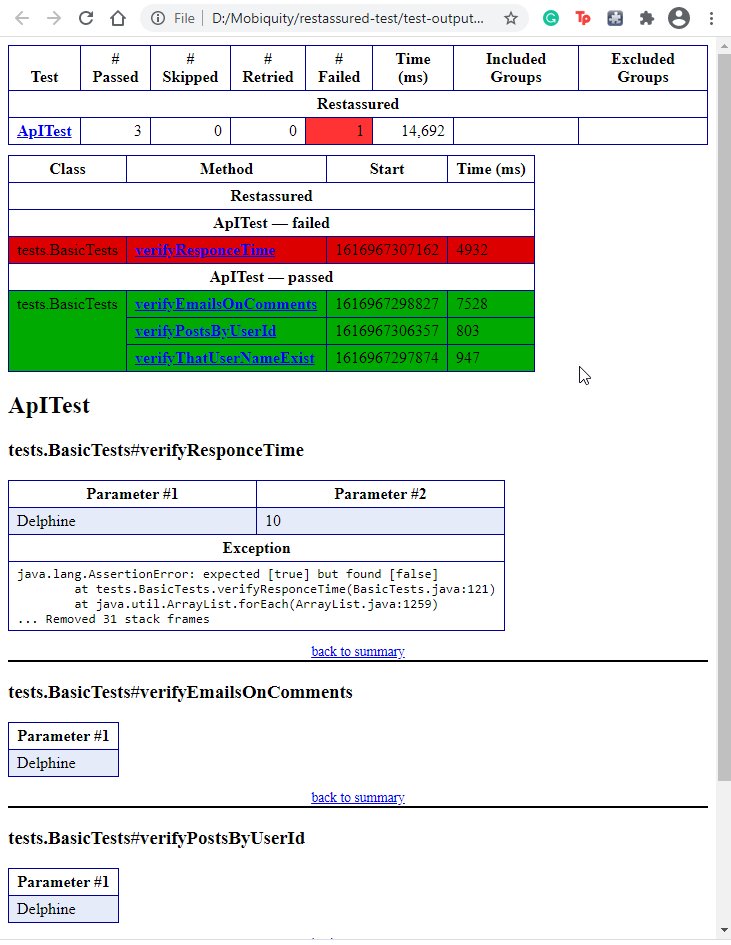 File | D:/Mobiquity/restassured-test/test-output...
Test # Passed # Skipped # Retried # Failed Time (ms) Included Groups Excluded Groups
Restassured
ApITest 3 0 0 1 14,692
Class Method Start Time (ms)
Restassured
ApITest — failed
tests.BasicTests verifyResponceTime 1616967307162 4932
ApITest — passed
tests.BasicTests verifyEmailsOnComments 1616967298827 7528
verifyPostsByUserId 1616967306357 803
verifyThatUserNameExist 1616967297874 947
ApITest
tests.BasicTests#verifyResponceTime
Parameter #1 Parameter #2
Delphine 10
Exception
java.lang.AssertionError: expected [true] but found [false]
at tests.BasicTests.verifyResponceTime(BasicTests.java:121)
at java.util.ArrayList.forEach(ArrayList.java:1259)
... Removed 31 stack frames
back to summary
tests.BasicTests#verifyEmailsOnComments
Parameter #1
Delphine
back to summary
tests.BasicTests#verifyPostsByUserId
Parameter #1
Delphine